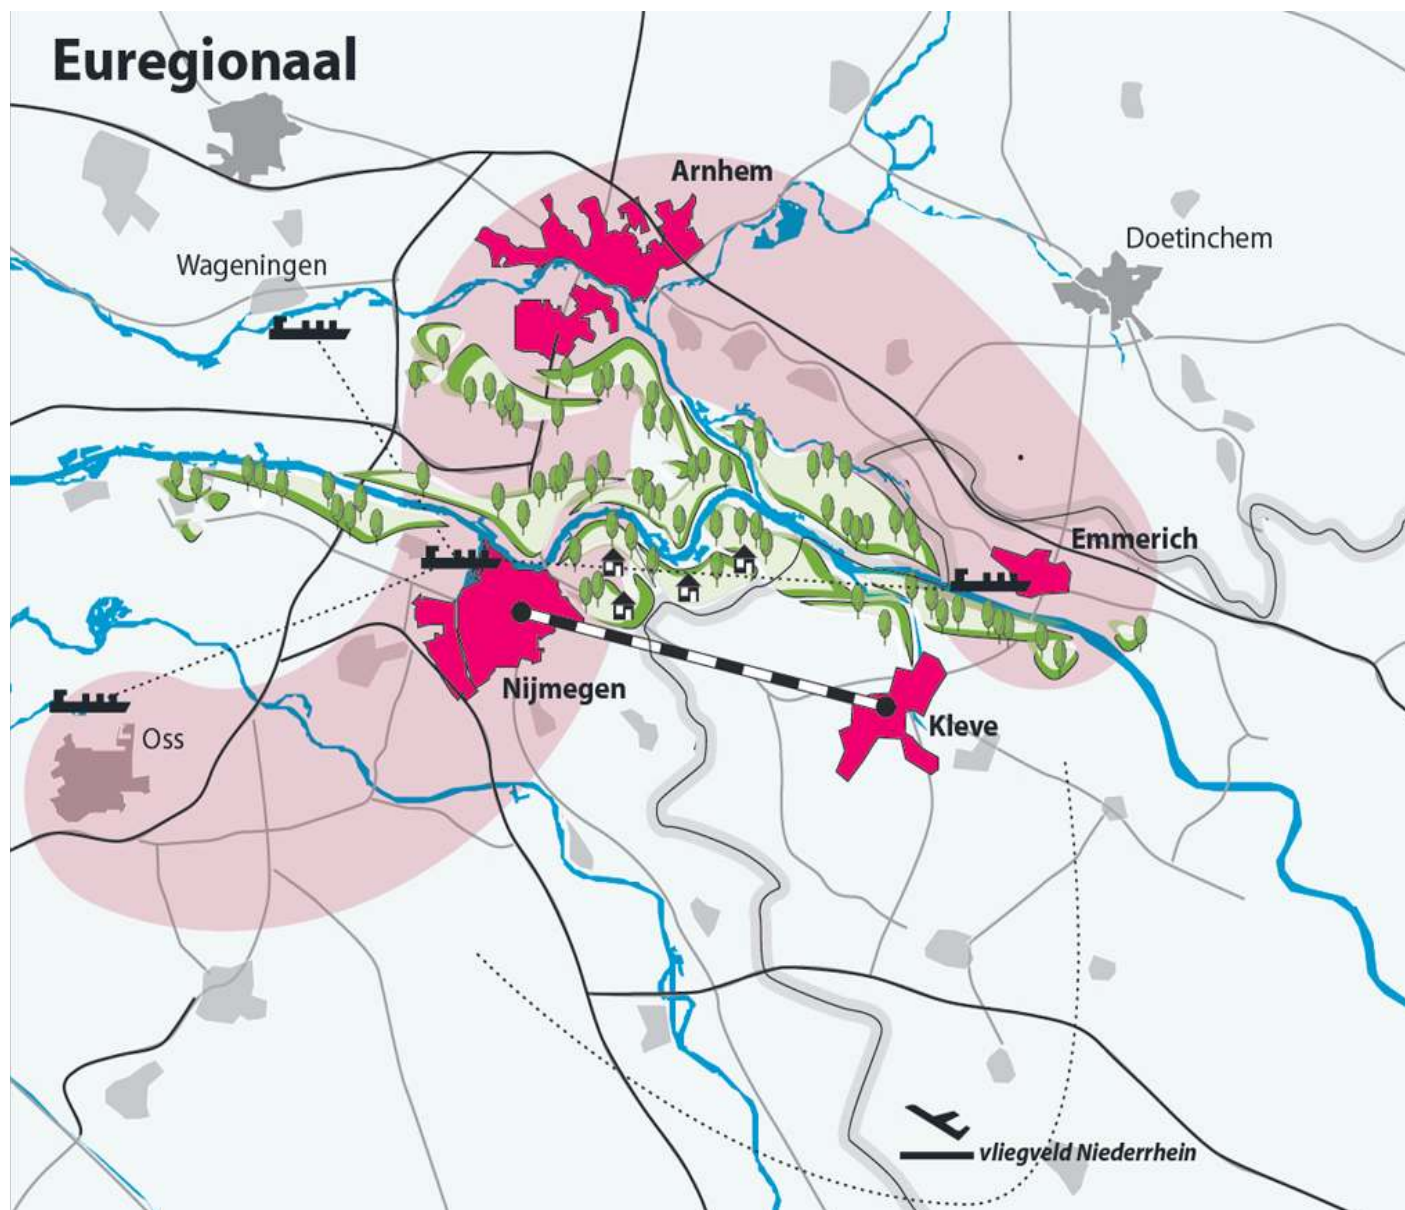 Euregionaal
Arnhem
Doetinchem
Wageningen
Emmerich
Nijmegen
Kleve
Oss
vliegveld Niederrhein